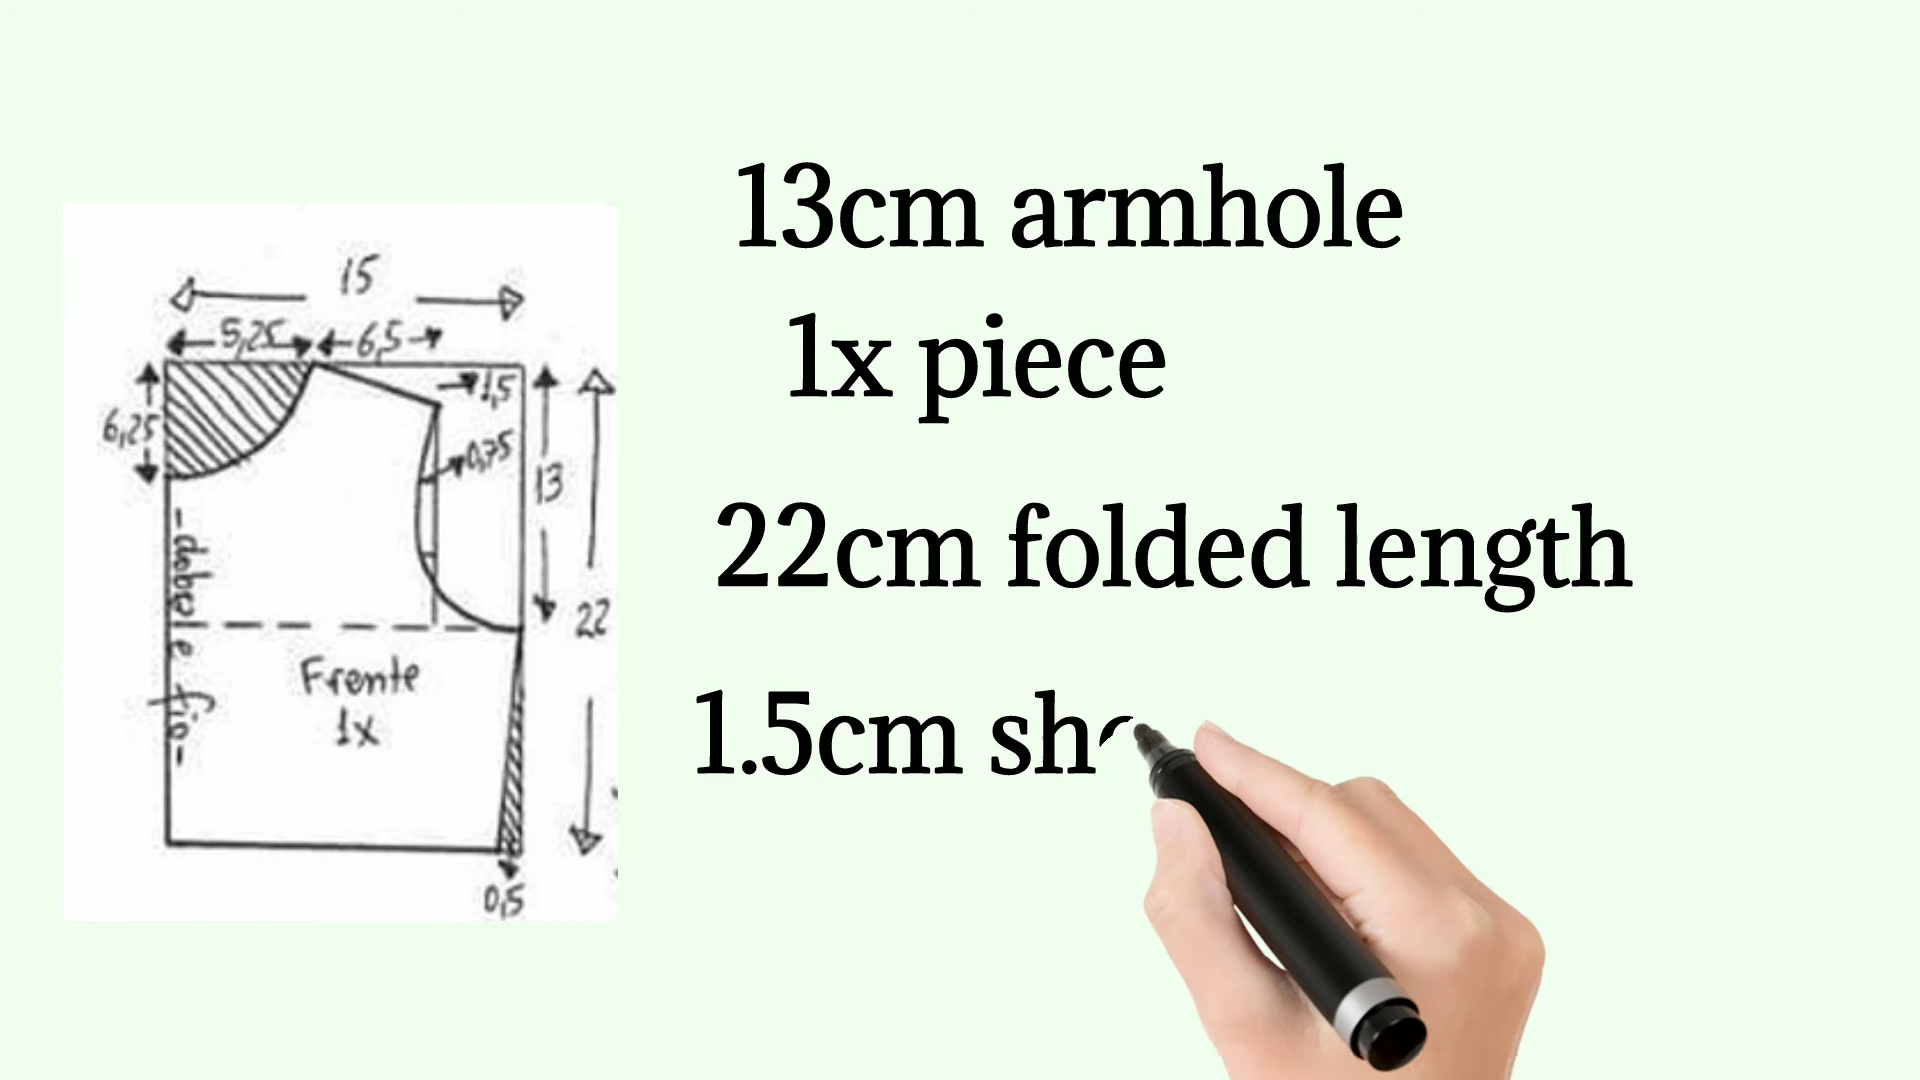 15
5,25 6,5
1,5
6,25
0,75
13
22
-doble fio-
Frente
1x
0,5
13cm armhole
1x piece
22cm folded length
1.5cm sh